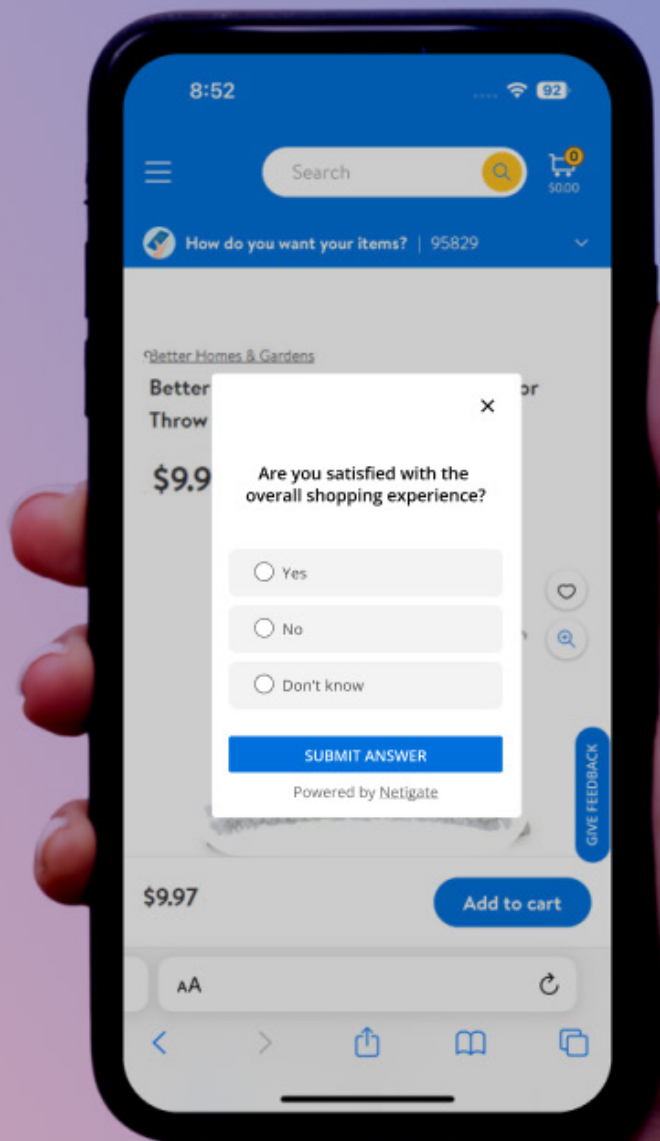 8:52
92
Search
0
$0.00
How do you want your items? | 95829
Better Homes & Gardens
Better
or
Throw
$9.9
Are you satisfied with the
overall shopping experience?
Yes
No
Don't know
SUBMIT ANSWER
Powered by Netigate
GIVE FEEDBACK
$9.97
Add to cart
AA